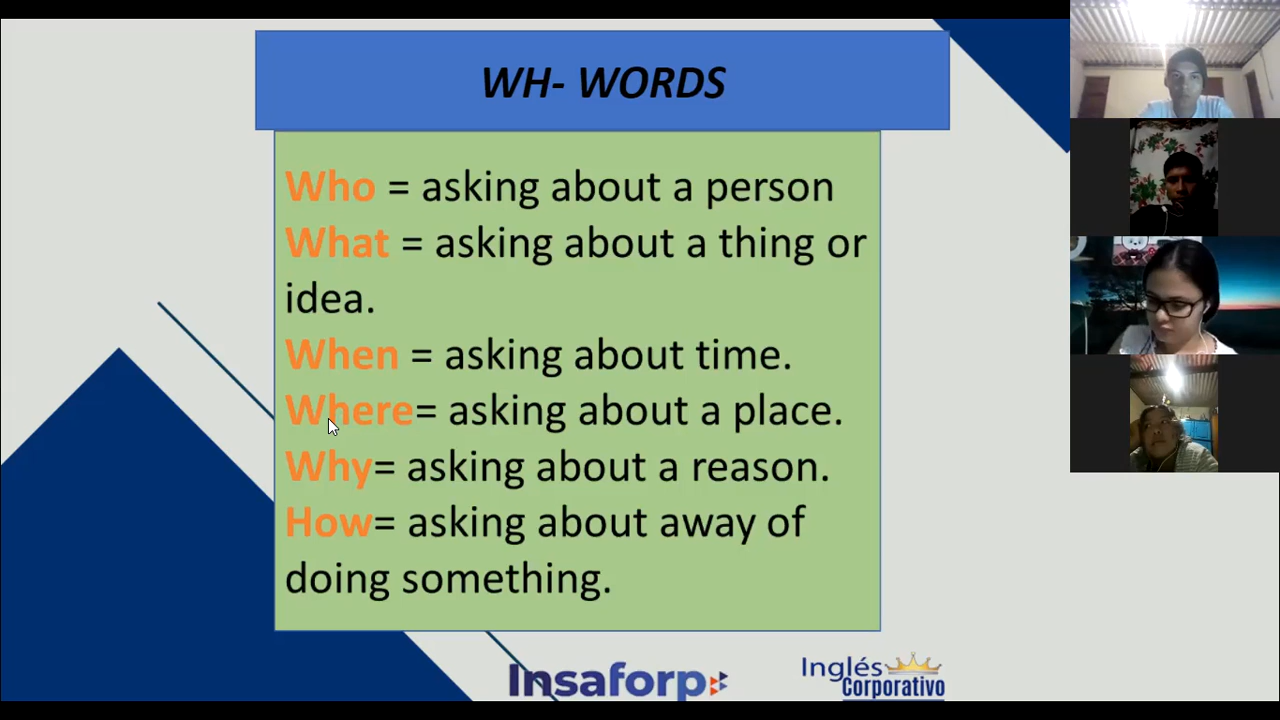 WH- WORDS
Who = asking about a person
What = asking about a thing or
idea.
When = asking about time.
Where= asking about a place.
Why= asking about a reason.
How= asking about away of
doing something.
Insaforp
Inglés
Corporativo